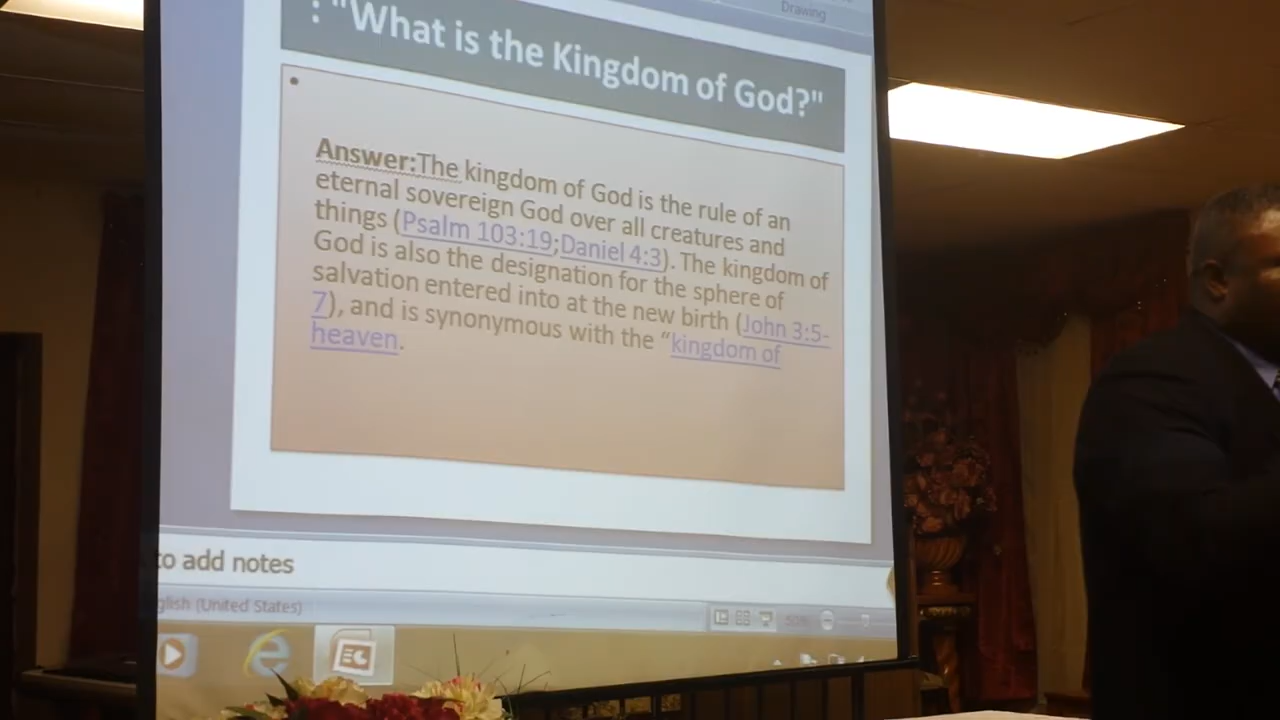 Drawing
: "What is the Kingdom of God?"
•
Answer:The kingdom of God is the rule of an
eternal sovereign God over all creatures and
things (Psalm 103:19;Daniel 4:3). The kingdom of
God is also the designation for the sphere of
salvation entered into at the new birth (John 3:5-
7), and is synonymous with the “kingdom of
heaven.
to add notes
glish (United States)
50%